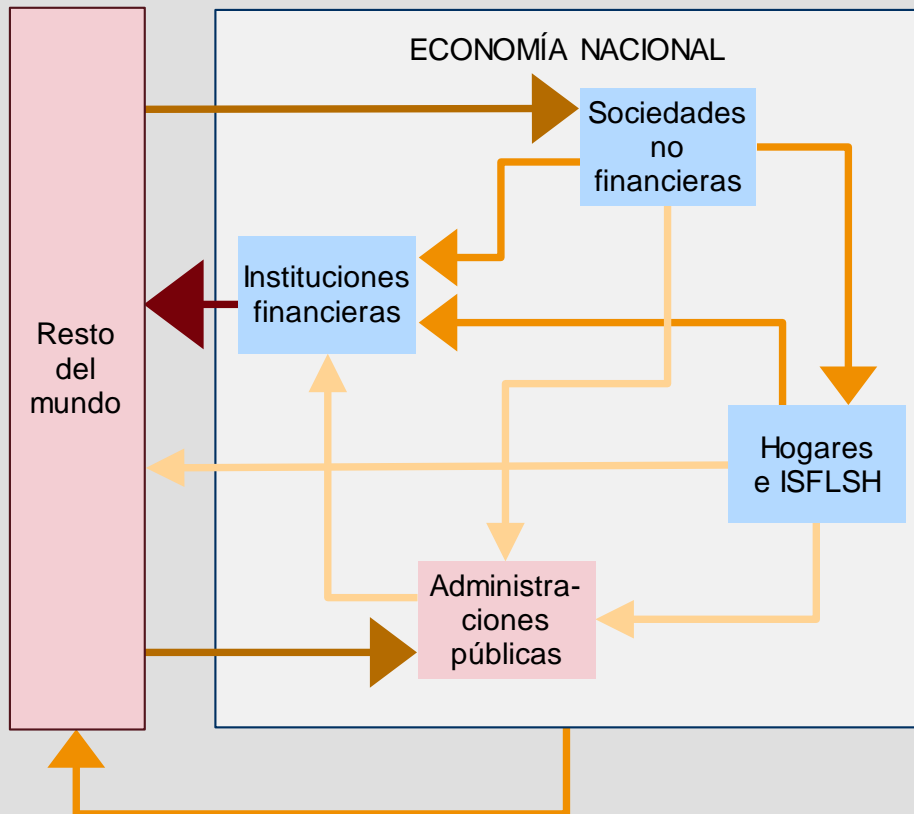 ECONOMÍA NACIONAL
Sociedades
no
financieras
Instituciones
financieras
Resto
del
mundo
Hogares
e ISFLSH
Administra-
ciones
públicas